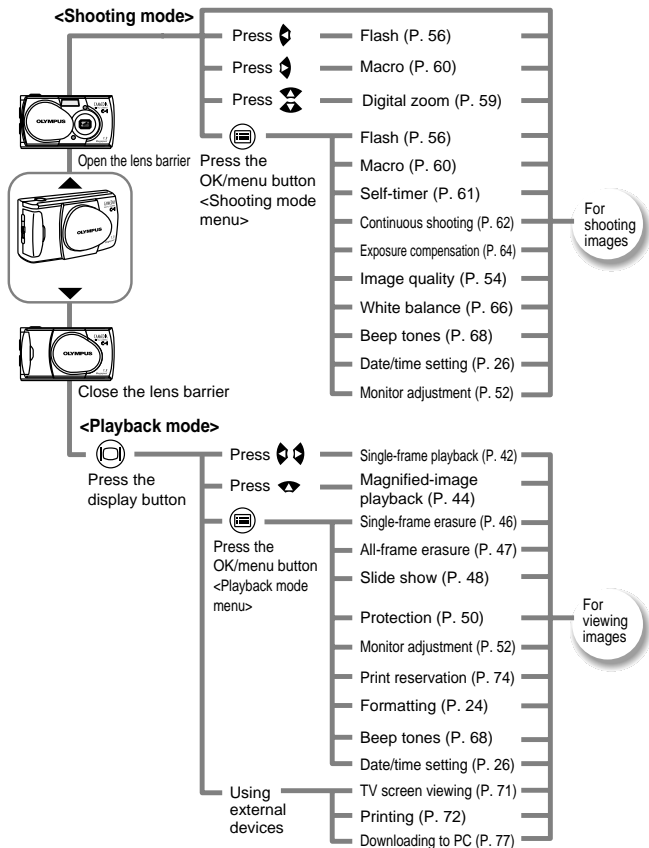 <Shooting mode>
Press
Flash (P. 56)
Press
Macro (P. 60)
Press
Digital zoom (P. 59)
OLYMPUS
Open the lens barrier
Press the
OK/menu button
<Shooting mode
menu>
Flash (P. 56)
Macro (P. 60)
Self-timer (P. 61)
Continuous shooting (P. 62)
Exposure compensation (P. 64)
Image quality (P. 54)
White balance (P. 66)
Beep tones (P. 68)
Date/time setting (P. 26)
Monitor adjustment (P. 52)
For
shooting
images
OLYMPUS
OLYMPUS
Close the lens barrier
<Playback mode>
Press the
display button
Press
Single-frame playback (P. 42)
Press
Magnified-image
playback (P. 44)
Press the
OK/menu button
<Playback mode
menu>
Single-frame erasure (P. 46)
All-frame erasure (P. 47)
Slide show (P. 48)
Protection (P. 50)
Monitor adjustment (P. 52)
Print reservation (P. 74)
Formatting (P. 24)
Beep tones (P. 68)
Date/time setting (P. 26)
For
viewing
images
Using
external
devices
TV screen viewing (P. 71)
Printing (P. 72)
Downloading to PC (P. 77)